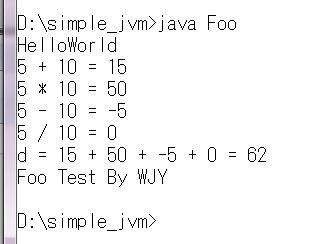 D:\simple_jvm>java Foo
HelloWorld
5 + 10 = 15
5 * 10 = 50
5 - 10 = -5
5 / 10 = 0
d = 15 + 50 + -5 + 0 = 62
Foo Test By WJY
D:\simple_jvm>